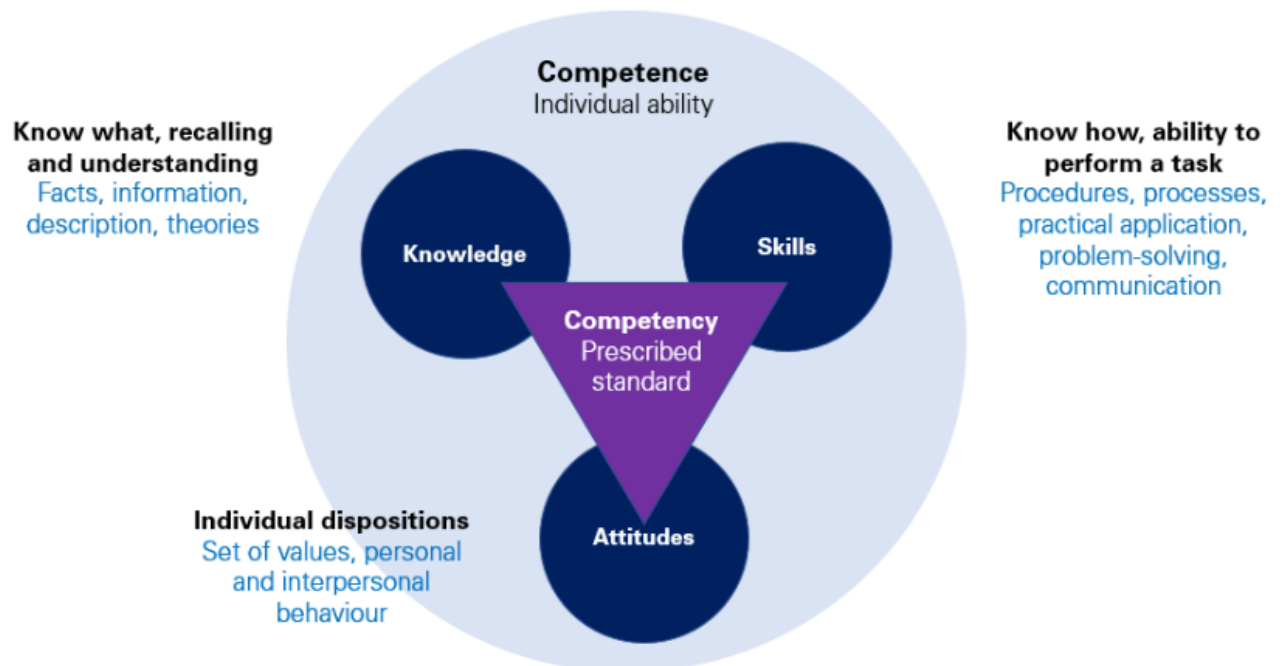 Competence
Individual ability
Know what, recalling
and understanding
Facts, information,
description, theories
Know how, ability to
perform a task
Procedures, processes,
practical application,
problem-solving,
communication
Knowledge
Skills
Competency
Prescribed
standard
Individual dispositions
Set of values, personal
and interpersonal
behaviour
Attitudes